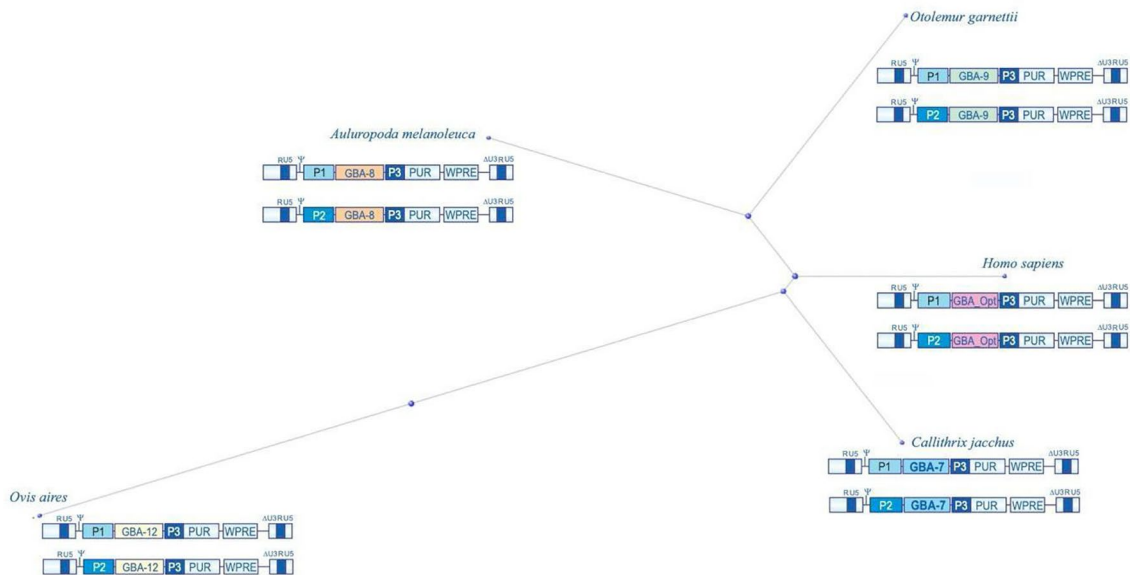 Otolemur garnettii
RU5 Ψ ΔU3RU5
P1 GBA-9 P3 PUR WPRE
RU5 Ψ ΔU3RU5
P2 GBA-9 P3 PUR WPRE
Auluropoda melanoleuca
RU5 Ψ ΔU3RU5
P1 GBA-8 P3 PUR WPRE
RU5 Ψ ΔU3RU5
P2 GBA-8 P3 PUR WPRE
Homo sapiens
RU5 Ψ ΔU3RU5
P1 GBA_Opt P3 PUR WPRE
RU5 Ψ ΔU3RU5
P2 GBA_Opt P3 PUR WPRE
Callithrix jacchus
RU5 Ψ ΔU3RU5
P1 GBA-7 P3 PUR WPRE
RU5 Ψ ΔU3RU5
P2 GBA-7 P3 PUR WPRE
Ovis aires
RU5 Ψ ΔU3RU5
P1 GBA-12 P3 PUR WPRE
RU5 Ψ ΔU3RU5
P2 GBA-12 P3 PUR WPRE